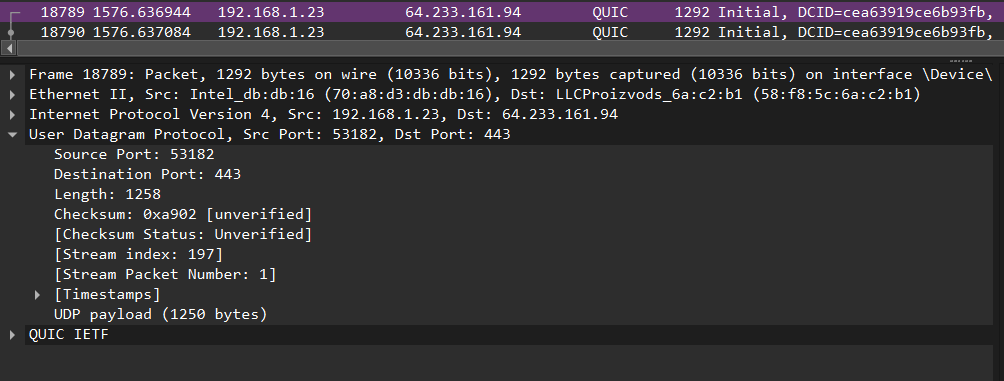 18789 1576.636944 192.168.1.23 64.233.161.94 QUIC 1292 Initial, DCID=cea63919ce6b93fb,
18790 1576.637084 192.168.1.23 64.233.161.94 QUIC 1292 Initial, DCID=cea63919ce6b93fb,
Frame 18789: Packet, 1292 bytes on wire (10336 bits), 1292 bytes captured (10336 bits) on interface \Device\
Ethernet II, Src: Intel_db:db:16 (70:a8:d3:db:db:16), Dst: LLCProizvods_6a:c2:b1 (58:f8:5c:6a:c2:b1)
Internet Protocol Version 4, Src: 192.168.1.23, Dst: 64.233.161.94
User Datagram Protocol, Src Port: 53182, Dst Port: 443
Source Port: 53182
Destination Port: 443
Length: 1258
Checksum: 0xa902 [unverified]
[Checksum Status: Unverified]
[Stream index: 197]
[Stream Packet Number: 1]
[Timestamps]
UDP payload (1250 bytes)
QUIC IETF